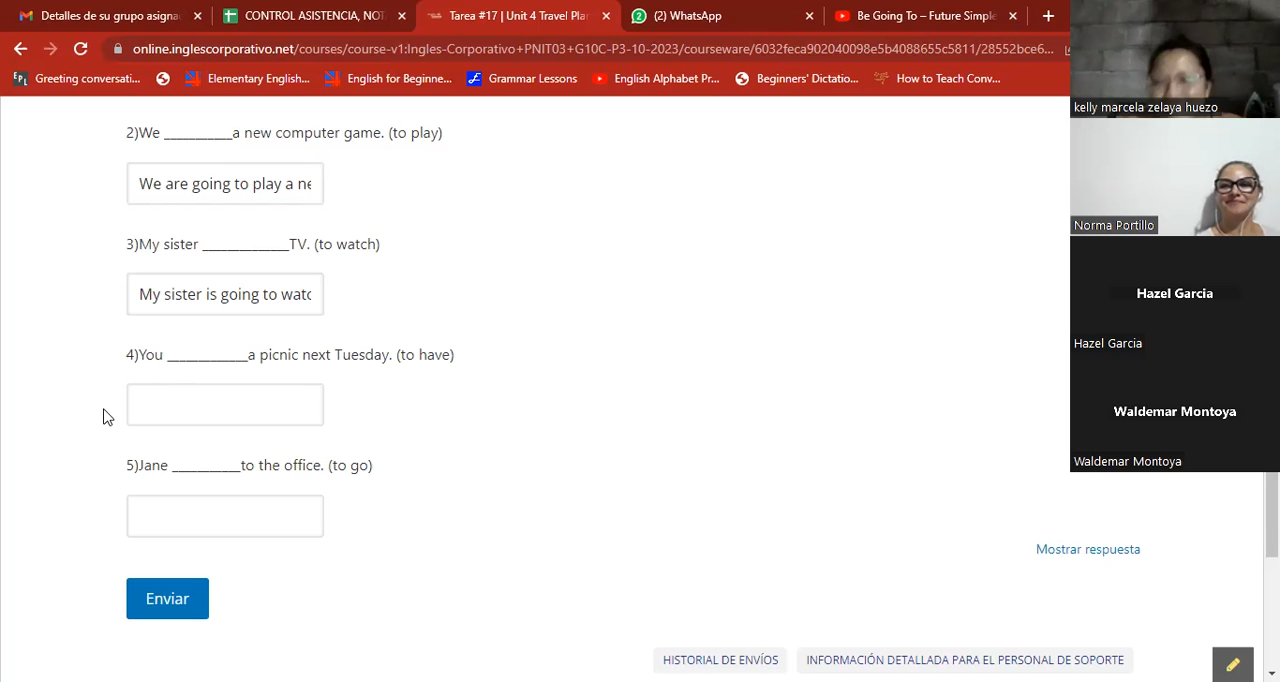 Detalles de su grupo asigna
CONTROL ASISTENCIA, NOT
Tarea #17 | Unit 4 Travel Plan
(2) WhatsApp
Be Going To – Future Simple
online.inglescorporativo.net/courses/course-v1:Ingles-Corporativo+PNIT03+G10C-P3-10-2023/courseware/6032feca902040098e5b4088655c5811/28552bce6...
Greeting conversati...
Elementary English...
English for Beginne...
Grammar Lessons
English Alphabet Pr...
Beginners' Dictatio...
How to Teach Conv...
2)We __________a new computer game. (to play)
We are going to play a ne
3)My sister _____________TV. (to watch)
My sister is going to watc
4)You ____________a picnic next Tuesday. (to have)
5)Jane __________to the office. (to go)
Mostrar respuesta
Enviar
HISTORIAL DE ENVÍOS
INFORMACIÓN DETALLADA PARA EL PERSONAL DE SOPORTE
kelly marcela zelaya huezo
Norma Portillo
Hazel Garcia
Hazel Garcia
Waldemar Montoya
Waldemar Montoya